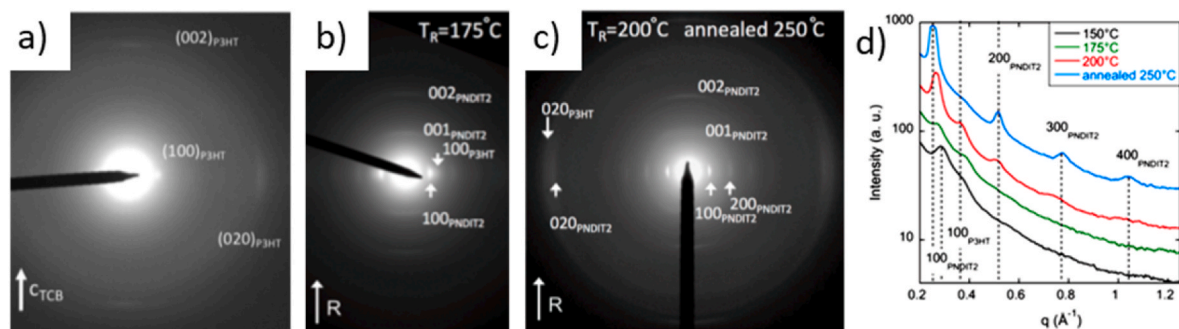 a)
(002)P3HT
(100)P3HT
(020)P3HT
CTCB
b)
TR=175°C
002PNDIT2
001PNDIT2
100P3HT
100PNDIT2
R
c)
TR=200°C annealed 250°C
002PNDIT2
020P3HT
001PNDIT2
200PNDIT2
100PNDIT2
020PNDIT2
R
d)
1000
100
10
Intensity (a. u.)
150°C
175°C
200°C
annealed 250°C
200PNDIT2
300PNDIT2
400PNDIT2
100P3HT
100PNDIT2
0.2 0.4 0.6 0.8 1.0 1.2
q (Å-1)